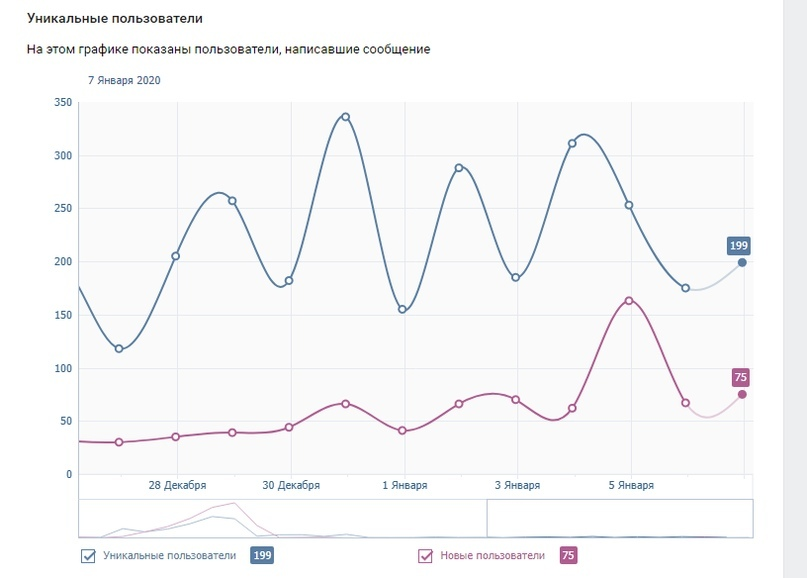 Уникальные пользователи
На этом графике показаны пользователи, написавшие сообщение
7 Января 2020
350
300
250
200
150
100
50
0
199
75
28 Декабря 30 Декабря 1 Января 3 Января 5 Января
Уникальные пользователи 199 Новые пользователи 75